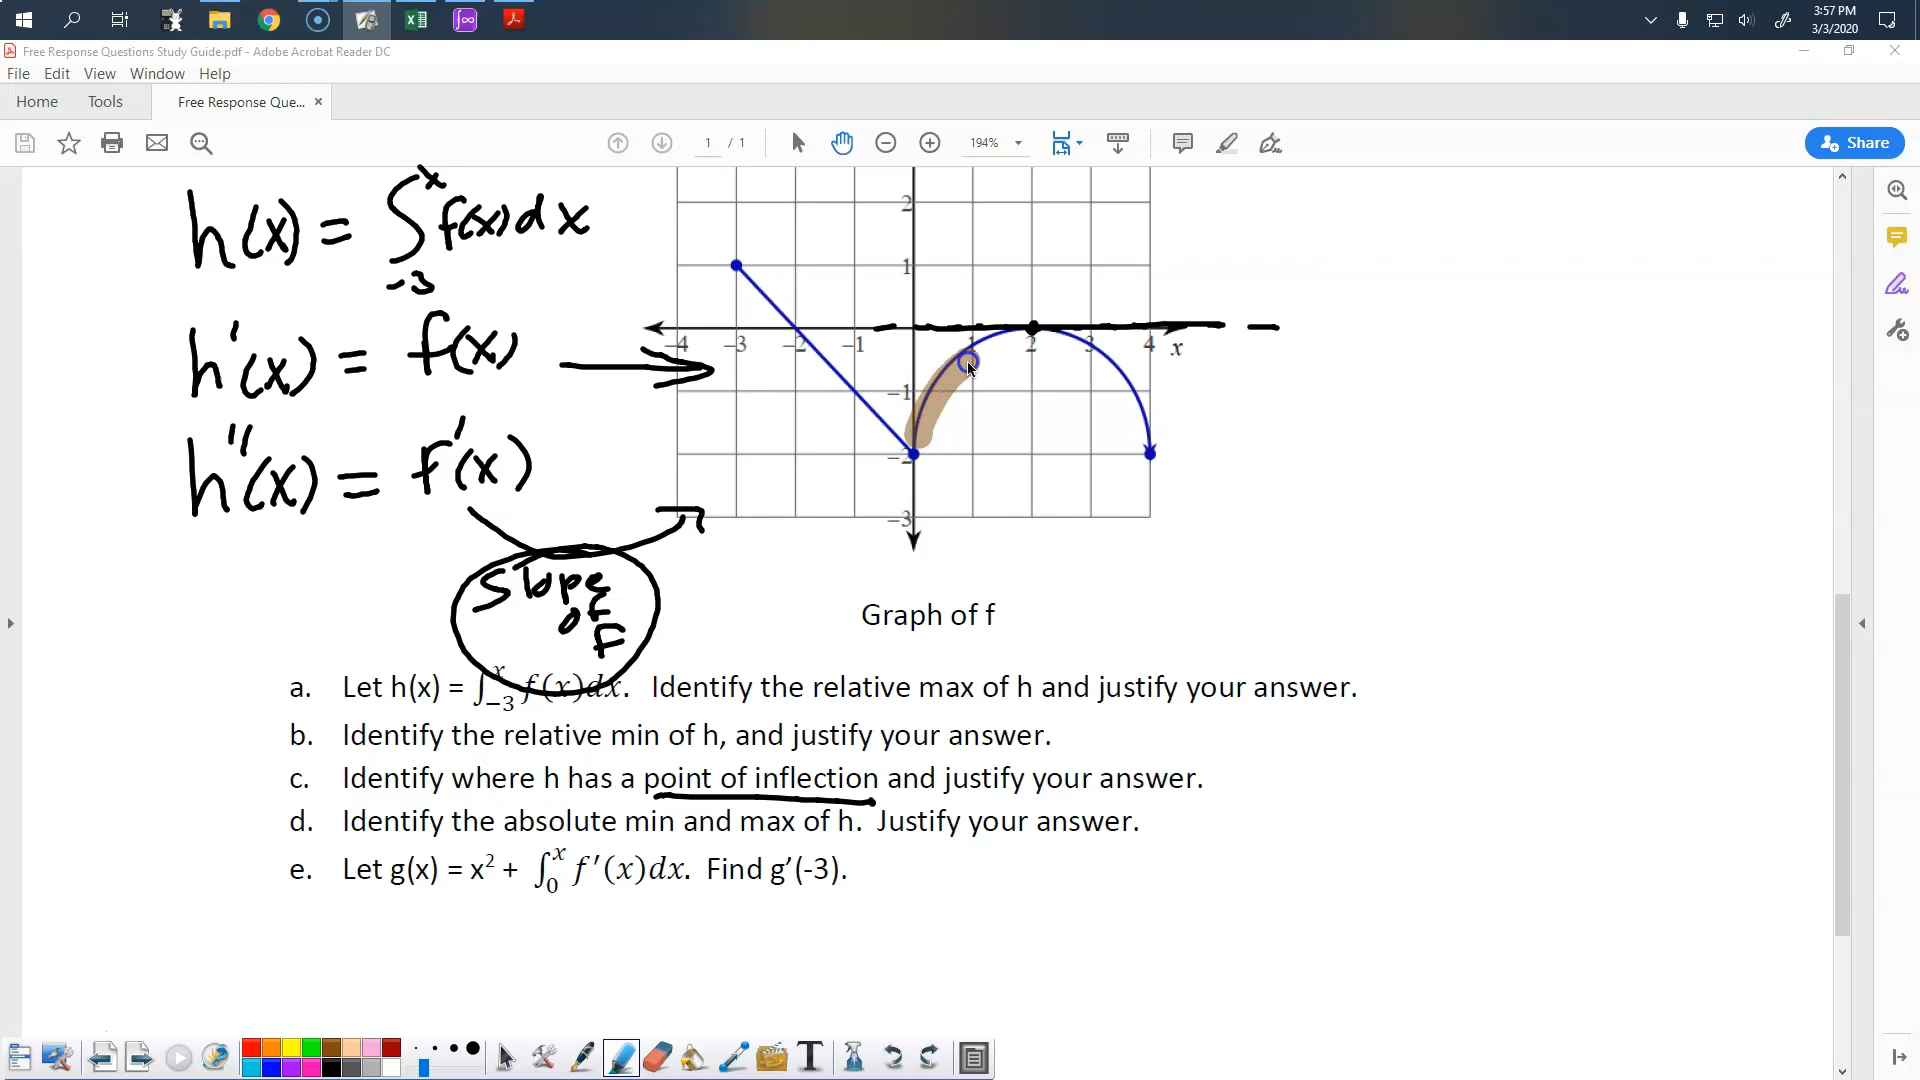 3:57 PM
3/3/2020
Free Response Questions Study Guide.pdf - Adobe Acrobat Reader DC
File Edit View Window Help
Home Tools Free Response Que... ×
1 / 1 194% Share
h(x) = ∫_{-3}^{x} f(x)dx
h'(x) = f(x)
h''(x) = f'(x)
slope
of
f
2
1
-4 -3 -2 -1 1 2 3 4 x
-1
-2
-3
Graph of f
a. Let h(x) = ∫_{-3}^{x} f(x)dx. Identify the relative max of h and justify your answer.
b. Identify the relative min of h, and justify your answer.
c. Identify where h has a point of inflection and justify your answer.
d. Identify the absolute min and max of h. Justify your answer.
e. Let g(x) = x² + ∫_{0}^{x} f′(x)dx. Find g’(-3).